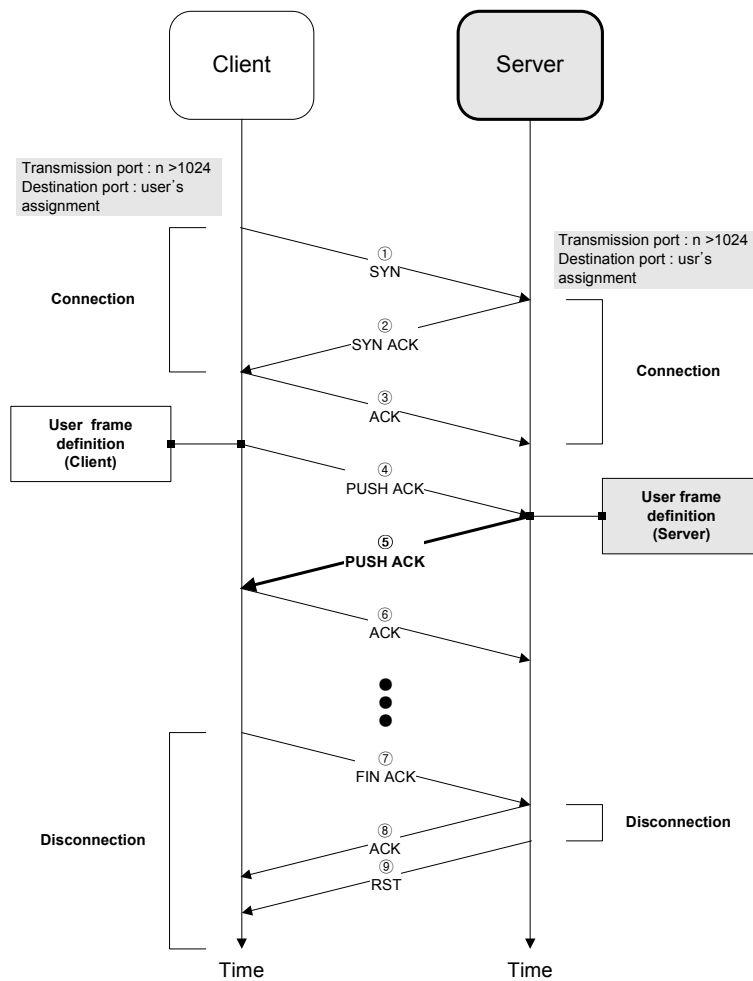 Client
Server
Transmission port : n >1024
Destination port : user's
assignment
①
SYN
Transmission port : n >1024
Destination port : usr's
assignment
Connection
②
SYN ACK
③
ACK
Connection
User frame
definition
(Client)
④
PUSH ACK
User frame
definition
(Server)
⑤
PUSH ACK
⑥
ACK
⑦
FIN ACK
Disconnection
⑧
ACK
Disconnection
⑨
RST
Time
Time